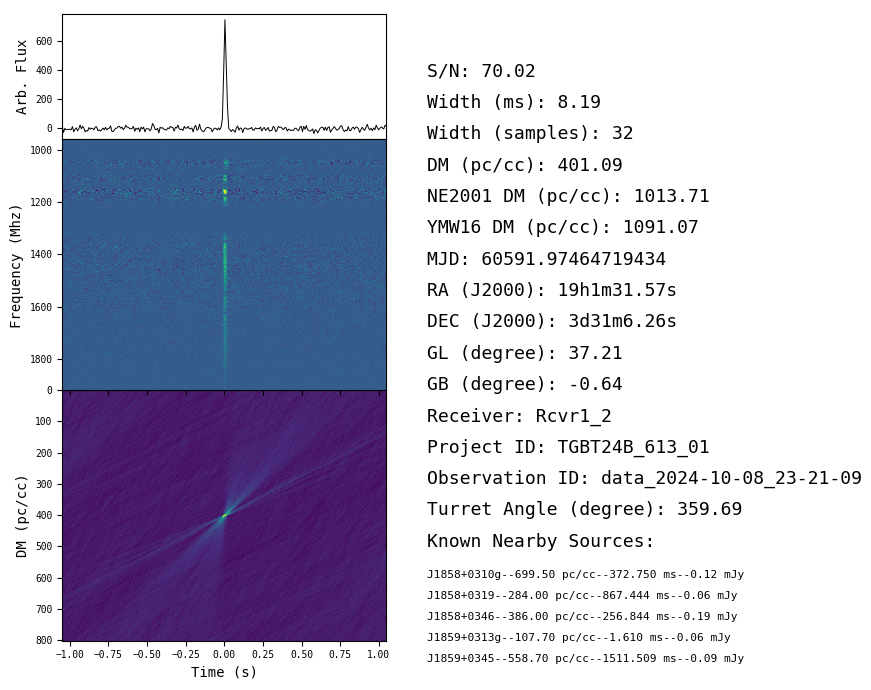 600
400
200
0
Arb. Flux
1000
1200
1400
1600
1800
Frequency (Mhz)
0
100
200
300
400
500
600
700
800
DM (pc/cc)
−1.00 −0.75 −0.50 −0.25 0.00 0.25 0.50 0.75 1.00
Time (s)
S/N: 70.02
Width (ms): 8.19
Width (samples): 32
DM (pc/cc): 401.09
NE2001 DM (pc/cc): 1013.71
YMW16 DM (pc/cc): 1091.07
MJD: 60591.97464719434
RA (J2000): 19h1m31.57s
DEC (J2000): 3d31m6.26s
GL (degree): 37.21
GB (degree): -0.64
Receiver: Rcvr1_2
Project ID: TGBT24B_613_01
Observation ID: data_2024-10-08_23-21-09
Turret Angle (degree): 359.69
Known Nearby Sources:
J1858+0310g--699.50 pc/cc--372.750 ms--0.12 mJy
J1858+0319--284.00 pc/cc--867.444 ms--0.06 mJy
J1858+0346--386.00 pc/cc--256.844 ms--0.19 mJy
J1859+0313g--107.70 pc/cc--1.610 ms--0.06 mJy
J1859+0345--558.70 pc/cc--1511.509 ms--0.09 mJy